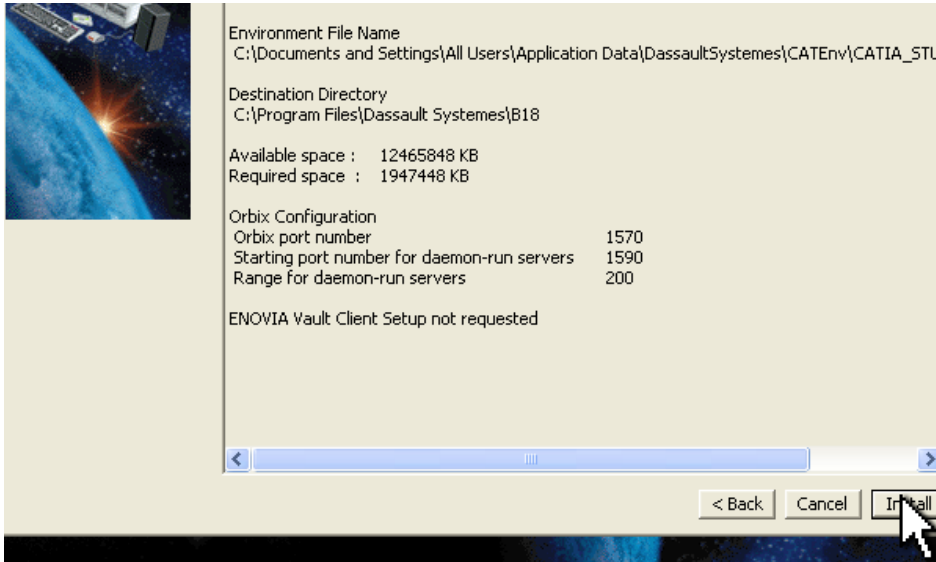 Environment File Name
C:\Documents and Settings\All Users\Application Data\DassaultSystemes\CATEnv\CATIA_STU
Destination Directory
C:\Program Files\Dassault Systemes\B18
Available space : 12465848 KB
Required space : 1947448 KB
Orbix Configuration
Orbix port number 1570
Starting port number for daemon-run servers 1590
Range for daemon-run servers 200
ENOVIA Vault Client Setup not requested
< Back Cancel Install